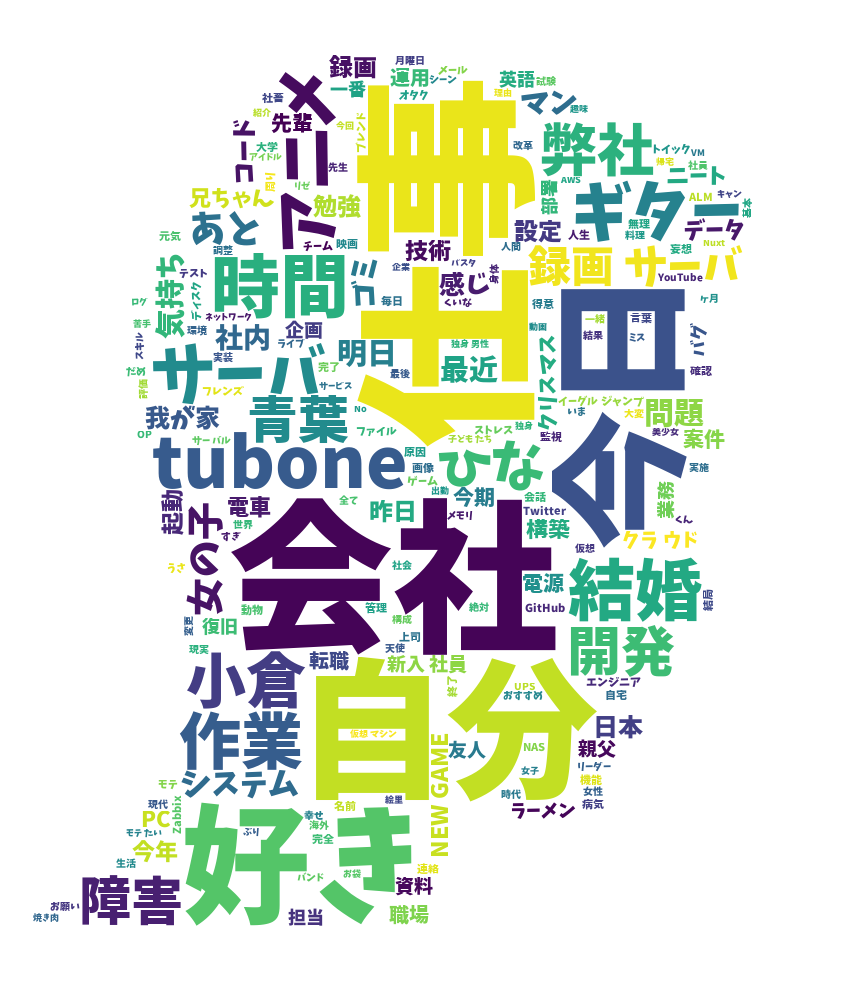 録画
月曜日
メール
運用
シーン
英語
試験
一番
オタク
理由
マン
趣味
社畜
紹介
先輩
今回
ブレンド
仕事
コード
アニメ
大学
アイドル
先生
改革
弊社
トイック
VM
帰宅
社員
ニート
AWS
リゼ
兄ちゃん
勉強
部署
ギター
ALM
キャン
あと
チーム
映画
技術
人間
設定
人生
無理
料理
データ
元気
調整
妄想
Nuxt
気持ち
テスト
時間
ゴミ
企業
パスタ
感じ
くいな
身体
録画 サーバ
YouTube
ログ
ディスク
毎日
得意
ヶ月
苦手
ネットワーク
環境
社内
企画
ライブ
動画
一緒
言葉
今日
スキル
実装
明日
独身 男性
結果
ミス
バグ
だめ
サーバ
完了
最後
最近
クリスマス
確認
評価
フレンズ
サービス
独身
イーグル ジャンプ
我が家
青葉
No
いま
大変
問題
OP
サーバル
ファイル
ストレス
子どもたち
監視
美少女
案件
tubone
原因
画像
ゲーム
ひな
実施
起動
電車
全て
昨日
出勤
今期
会話
Twitter
業務
くん
女の子
世界
すぎ
メモリ
構築
クラウド
仮想
会社
うさ
社会
電源
結婚
結局
動物
管理
絶対
GitHub
変更
復旧
構成
上司
開発
現実
天使
転職
新入 社員
エンジニア
小倉
終了
UPS
おすすめ
自宅
自分
作業
仮想 マシン
友人
日本
NAS
親父
モテ
システム
女子
リーダー
機能
NEW GAME
絵里
時代
女性
病気
現代
Zabbix
名前
ラーメン
PC
幸せ
モテたい
ぶり
海外
完全
今年
好き
生活
バンド
お袋
連絡
障害
資料
お願い
焼き肉
担当
職場